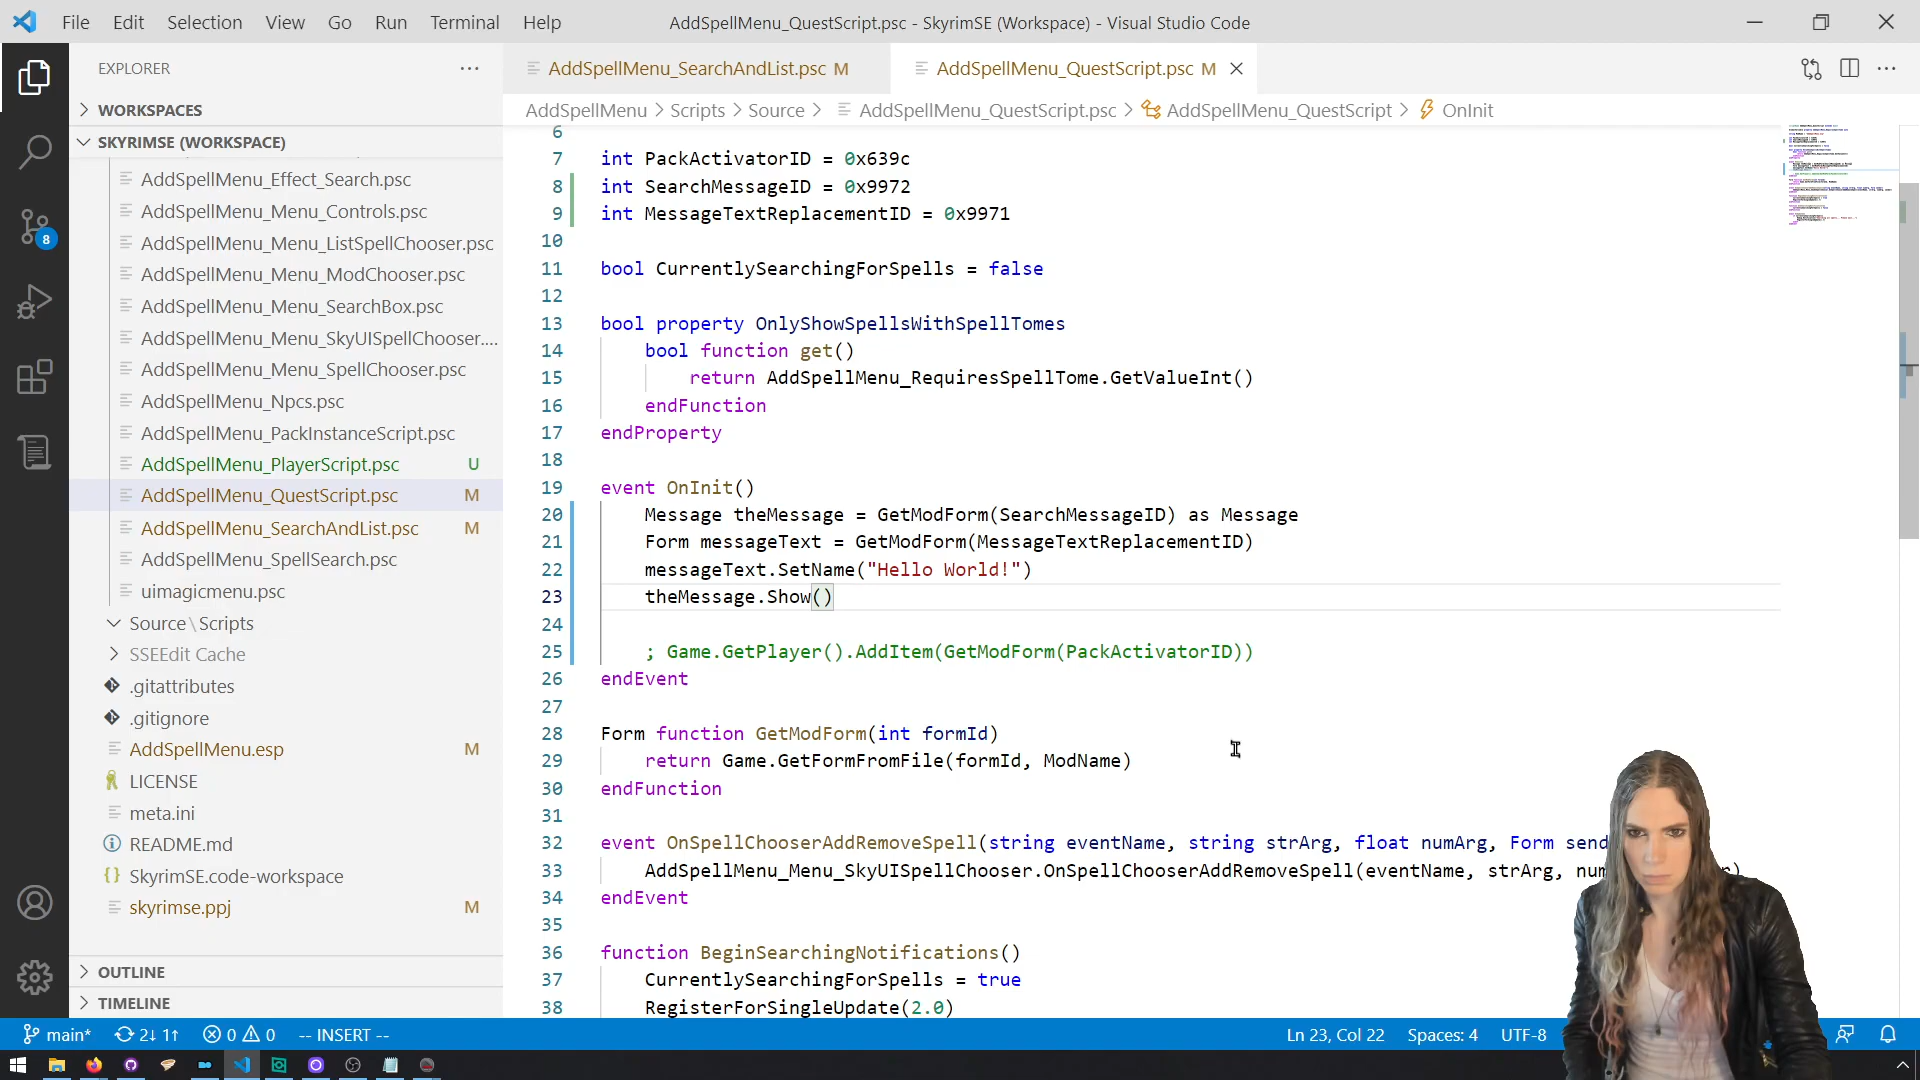 File Edit Selection View Go Run Terminal Help
AddSpellMenu_QuestScript.psc - SkyrimSE (Workspace) - Visual Studio Code
EXPLORER
WORKSPACES
SKYRIMSE (WORKSPACE)
AddSpellMenu_Effect_Search.psc
AddSpellMenu_Menu_Controls.psc
AddSpellMenu_Menu_ListSpellChooser.psc
AddSpellMenu_Menu_ModChooser.psc
AddSpellMenu_Menu_SearchBox.psc
AddSpellMenu_Menu_SkyUISpellChooser....
AddSpellMenu_Menu_SpellChooser.psc
AddSpellMenu_Npcs.psc
AddSpellMenu_PackInstanceScript.psc
AddSpellMenu_PlayerScript.psc U
AddSpellMenu_QuestScript.psc M
AddSpellMenu_SearchAndList.psc M
AddSpellMenu_SpellSearch.psc
uimagicmenu.psc
Source\Scripts
SSEEdit Cache
.gitattributes
.gitignore
AddSpellMenu.esp M
LICENSE
meta.ini
README.md
SkyrimSE.code-workspace
skyrimse.ppj M
OUTLINE
TIMELINE
8
AddSpellMenu_SearchAndList.psc M
AddSpellMenu_QuestScript.psc M
AddSpellMenu > Scripts > Source > AddSpellMenu_QuestScript.psc > AddSpellMenu_QuestScript > OnInit
6
7 int PackActivatorID = 0x639c
8 int SearchMessageID = 0x9972
9 int MessageTextReplacementID = 0x9971
10
11 bool CurrentlySearchingForSpells = false
12
13 bool property OnlyShowSpellsWithSpellTomes
14 bool function get()
15 return AddSpellMenu_RequiresSpellTome.GetValueInt()
16 endFunction
17 endProperty
18
19 event OnInit()
20 Message theMessage = GetModForm(SearchMessageID) as Message
21 Form messageText = GetModForm(MessageTextReplacementID)
22 messageText.SetName("Hello World!")
23 theMessage.Show()
24
25 ; Game.GetPlayer().AddItem(GetModForm(PackActivatorID))
26 endEvent
27
28 Form function GetModForm(int formId)
29 return Game.GetFormFromFile(formId, ModName)
30 endFunction
31
32 event OnSpellChooserAddRemoveSpell(string eventName, string strArg, float numArg, Form send
33 AddSpellMenu_Menu_SkyUISpellChooser.OnSpellChooserAddRemoveSpell(eventName, strArg, num
34 endEvent
35
36 function BeginSearchingNotifications()
37 CurrentlySearchingForSpells = true
38 RegisterForSingleUpdate(2.0)
main* 2↓ 1↑ 0 0 -- INSERT -- Ln 23, Col 22 Spaces: 4 UTF-8